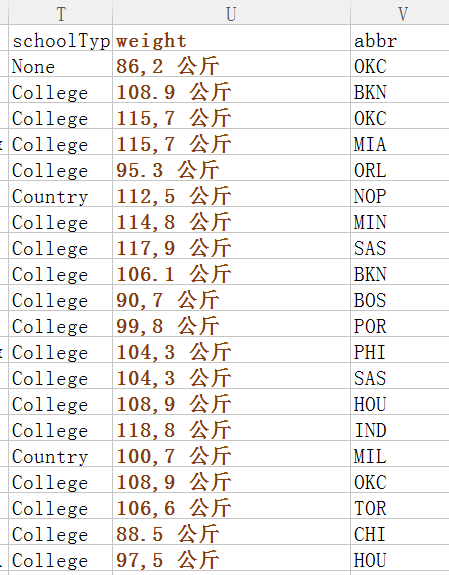 T U V
schoolTyp weight abbr
None 86,2 公斤 OKC
College 108.9 公斤 BKN
College 115,7 公斤 OKC
College 115,7 公斤 MIA
College 95.3 公斤 ORL
Country 112,5 公斤 NOP
College 114,8 公斤 MIN
College 117,9 公斤 SAS
College 106.1 公斤 BKN
College 90,7 公斤 BOS
College 99,8 公斤 POR
College 104,3 公斤 PHI
College 104,3 公斤 SAS
College 108,9 公斤 HOU
College 118,8 公斤 IND
Country 100,7 公斤 MIL
College 108,9 公斤 OKC
College 106,6 公斤 TOR
College 88.5 公斤 CHI
College 97,5 公斤 HOU